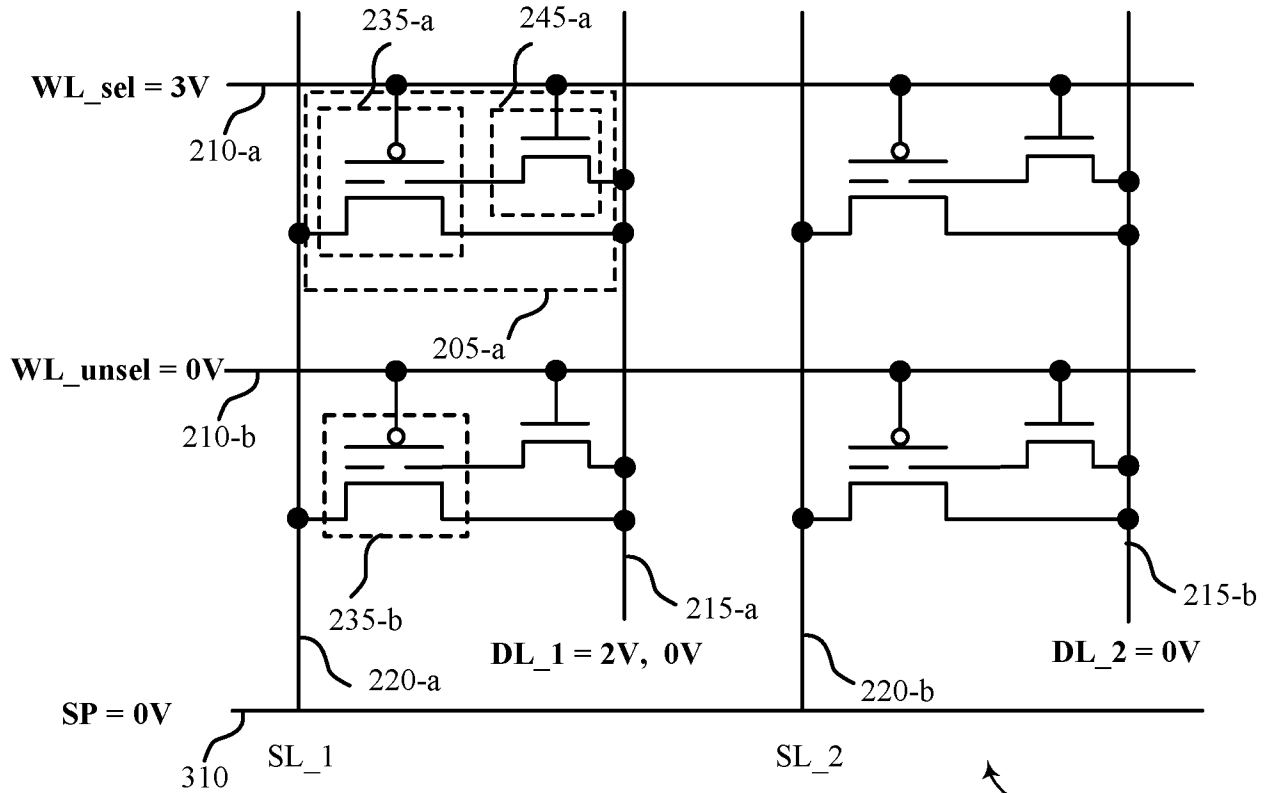 235-a
245-a
WL_sel = 3V
210-a
205-a
WL_unsel = 0V
210-b
235-b
215-a
215-b
DL_1 = 2V, 0V
DL_2 = 0V
220-a
220-b
SP = 0V
310
SL_1
SL_2